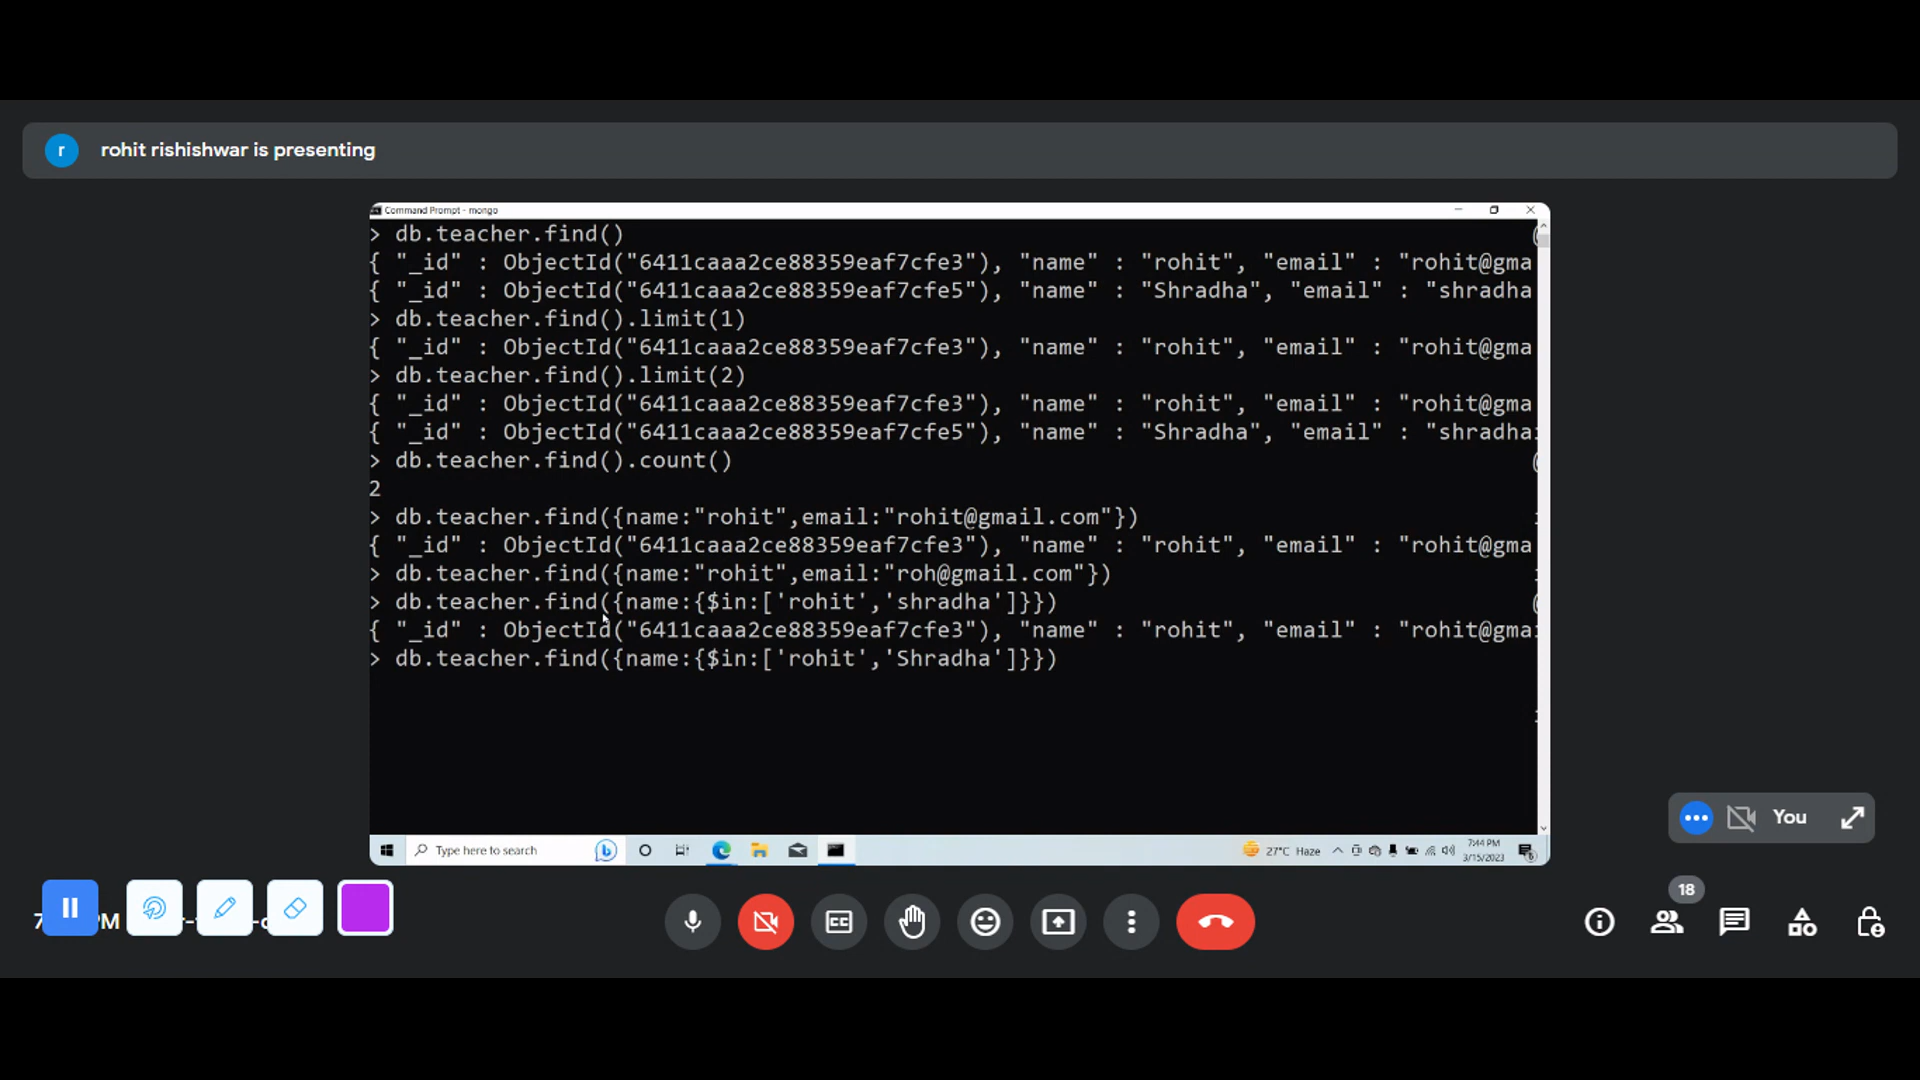 r
rohit rishishwar is presenting
Command Prompt - mongo
> db.teacher.find()
{ "_id" : ObjectId("6411caaa2ce88359eaf7cfe3"), "name" : "rohit", "email" : "rohit@gma
{ "_id" : ObjectId("6411caaa2ce88359eaf7cfe5"), "name" : "Shradha", "email" : "shradha
> db.teacher.find().limit(1)
{ "_id" : ObjectId("6411caaa2ce88359eaf7cfe3"), "name" : "rohit", "email" : "rohit@gma
> db.teacher.find().limit(2)
{ "_id" : ObjectId("6411caaa2ce88359eaf7cfe3"), "name" : "rohit", "email" : "rohit@gma
{ "_id" : ObjectId("6411caaa2ce88359eaf7cfe5"), "name" : "Shradha", "email" : "shradha
> db.teacher.find().count()
2
> db.teacher.find({name:"rohit",email:"rohit@gmail.com"})
{ "_id" : ObjectId("6411caaa2ce88359eaf7cfe3"), "name" : "rohit", "email" : "rohit@gma
> db.teacher.find({name:"rohit",email:"roh@gmail.com"})
> db.teacher.find({name:{$in:['rohit','shradha']}})
{ "_id" : ObjectId("6411caaa2ce88359eaf7cfe3"), "name" : "rohit", "email" : "rohit@gma
> db.teacher.find({name:{$in:['rohit','Shradha']}})
You
Type here to search
27°C Haze
7:44 PM
3/15/2023
CC
18